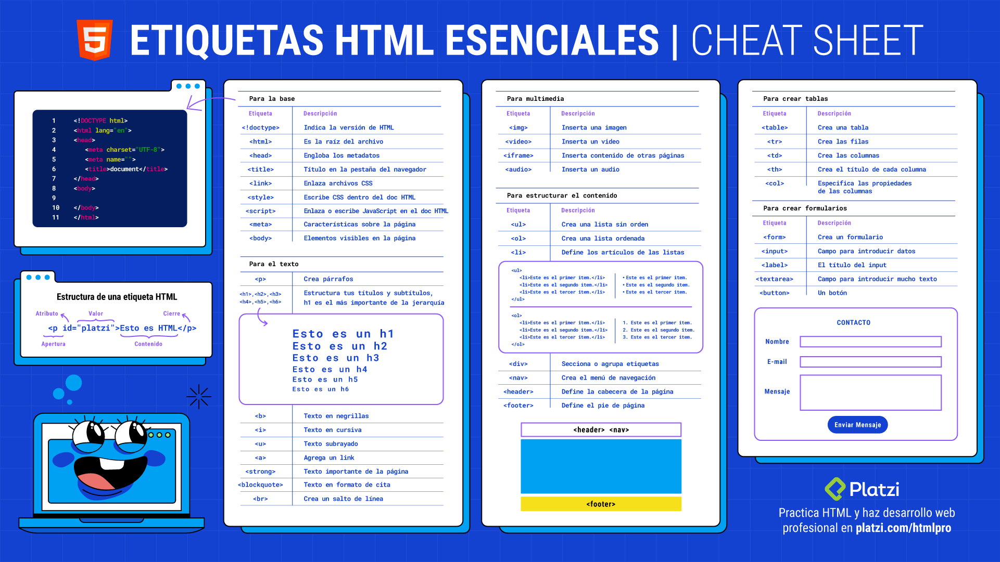 ETIQUETAS HTML ESENCIALES | CHEAT SHEET
1 <!DOCTYPE html>
2 <html lang="en">
3 <head>
4 <meta charset="UTF-8">
5 <meta name="">
6 <title>document</title>
7 </head>
8 <body>
9
10 </body>
11 </html>
Estructura de una etiqueta HTML
Atributo Valor Cierre
<p id="platzi">Esto es HTML</p>
Apertura Contenido
Para la base
Etiqueta Descripción
<!doctype> Indica la versión de HTML
<html> Es la raíz del archivo
<head> Engloba los metadatos
<title> Título en la pestaña del navegador
<link> Enlaza archivos CSS
<style> Escribe CSS dentro del doc HTML
<script> Enlaza o escribe JavaScript en el doc HTML
<meta> Características sobre la página
<body> Elementos visibles en la página
Para el texto
<p> Crea párrafos
<h1>,<h2>,<h3> Estructura tus títulos y subtítulos,
<h4>,<h5>,<h6> h1 es el más importante de la jerarquía
Esto es un h1
Esto es un h2
Esto es un h3
Esto es un h4
Esto es un h5
Esto es un h6
<b> Texto en negrillas
<i> Texto en cursiva
<u> Texto subrayado
<a> Agrega un link
<strong> Texto importante de la página
<blockquote> Texto en formato de cita
<br> Crea un salto de línea
Para multimedia
Etiqueta Descripción
<img> Inserta una imagen
<video> Inserta un video
<iframe> Inserta contenido de otras páginas
<audio> Inserta un audio
Para estructurar el contenido
Etiqueta Descripción
<ul> Crea una lista sin orden
<ol> Crea una lista ordenada
<li> Define los artículos de las listas
<ul>
<li>Este es el primer item.</li> • Este es el primer item.
<li>Este es el segundo item.</li> • Este es el segundo item.
<li>Este es el tercer item.</li> • Este es el tercer item.
</ul>
<ol>
<li>Este es el primer item.</li> 1. Este es el primer item.
<li>Este es el segundo item.</li> 2. Este es el segundo item.
<li>Este es el tercer item.</li> 3. Este es el tercer item.
</ol>
<div> Secciona o agrupa etiquetas
<nav> Crea el menú de navegación
<header> Define la cabecera de la página
<footer> Define el pie de página
<header> <nav>
<footer>
Para crear tablas
Etiqueta Descripción
<table> Crea una tabla
<tr> Crea las filas
<td> Crea las columnas
<th> Crea el título de cada columna
<col> Especifica las propiedades
de las columnas
Para crear formularios
Etiqueta Descripción
<form> Crea un formulario
<input> Campo para introducir datos
<label> El título del input
<textarea> Campo para introducir mucho texto
<button> Un botón
CONTACTO
Nombre
E-mail
Mensaje
Enviar Mensaje
Platzi
Practica HTML y haz desarrollo web
profesional en platzi.com/htmlpro